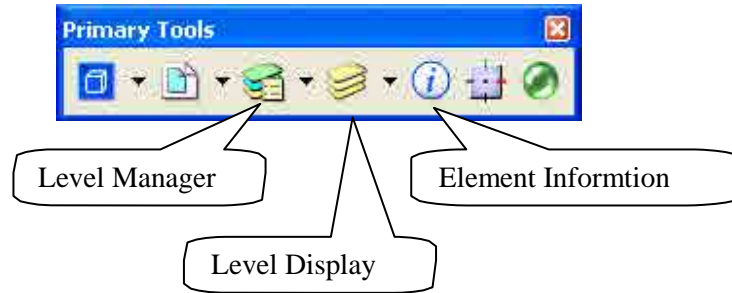 Primary Tools
Level Manager
Element Informtion
Level Display